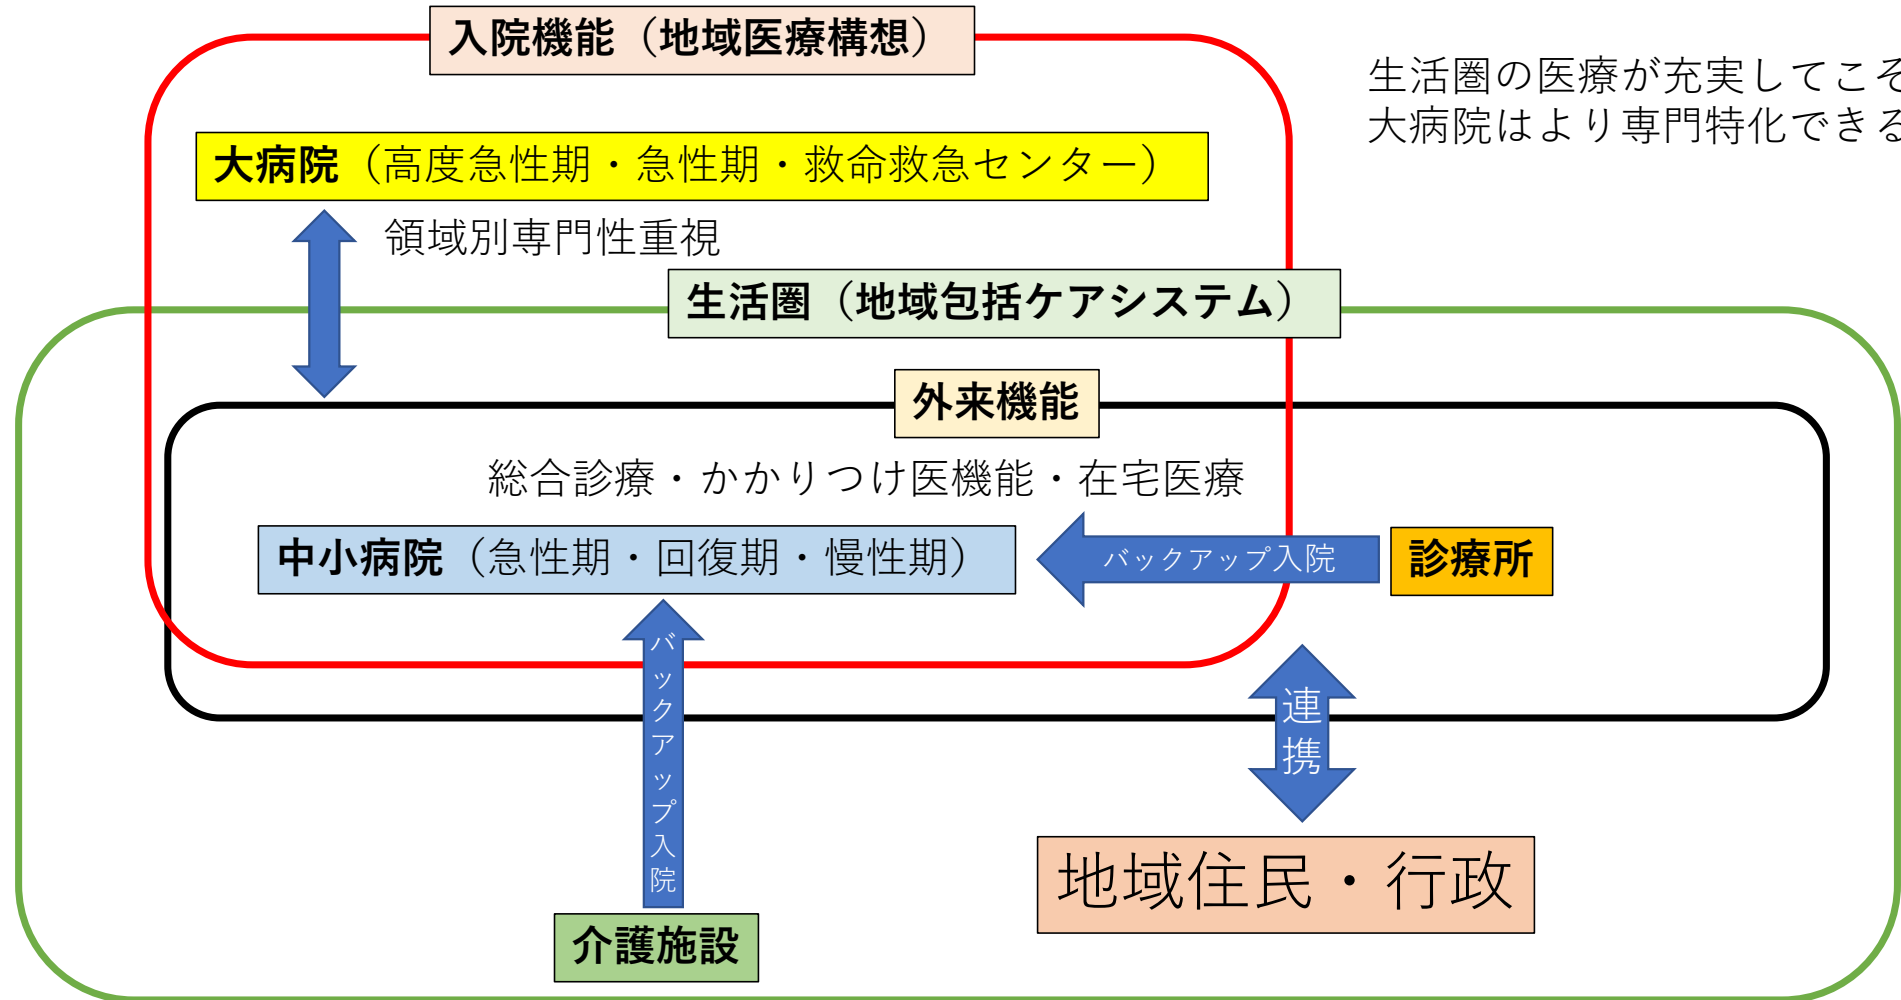 入院機能（地域医療構想）
生活圏の医療が充実してこそ
大病院はより専門特化できる
大病院（高度急性期・急性期・救命救急センター）
領域別専門性重視
生活圏（地域包括ケアシステム）
外来機能
総合診療・かかりつけ医機能・在宅医療
中小病院（急性期・回復期・慢性期）
バックアップ入院
診療所
バックアップ入院
連携
地域住民・行政
介護施設